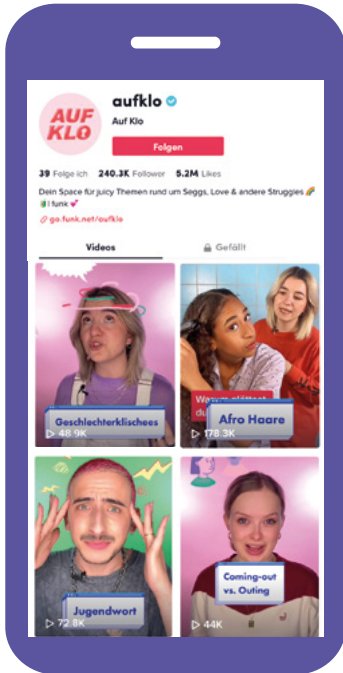 AUF
KLO
aufklo
Auf Klo
Folgen
39 Folge ich 240.3K Follower 5.2M Likes
Dein Space für juicy Themen rund um Seggs, Love & andere Struggles
I funk
go.funk.net/aufklo
Videos
Gefällt
Geschlechterklischees
48.9K
Afro Haare
178.3K
Jugendwort
72.8K
Coming-out
vs. Outing
44K